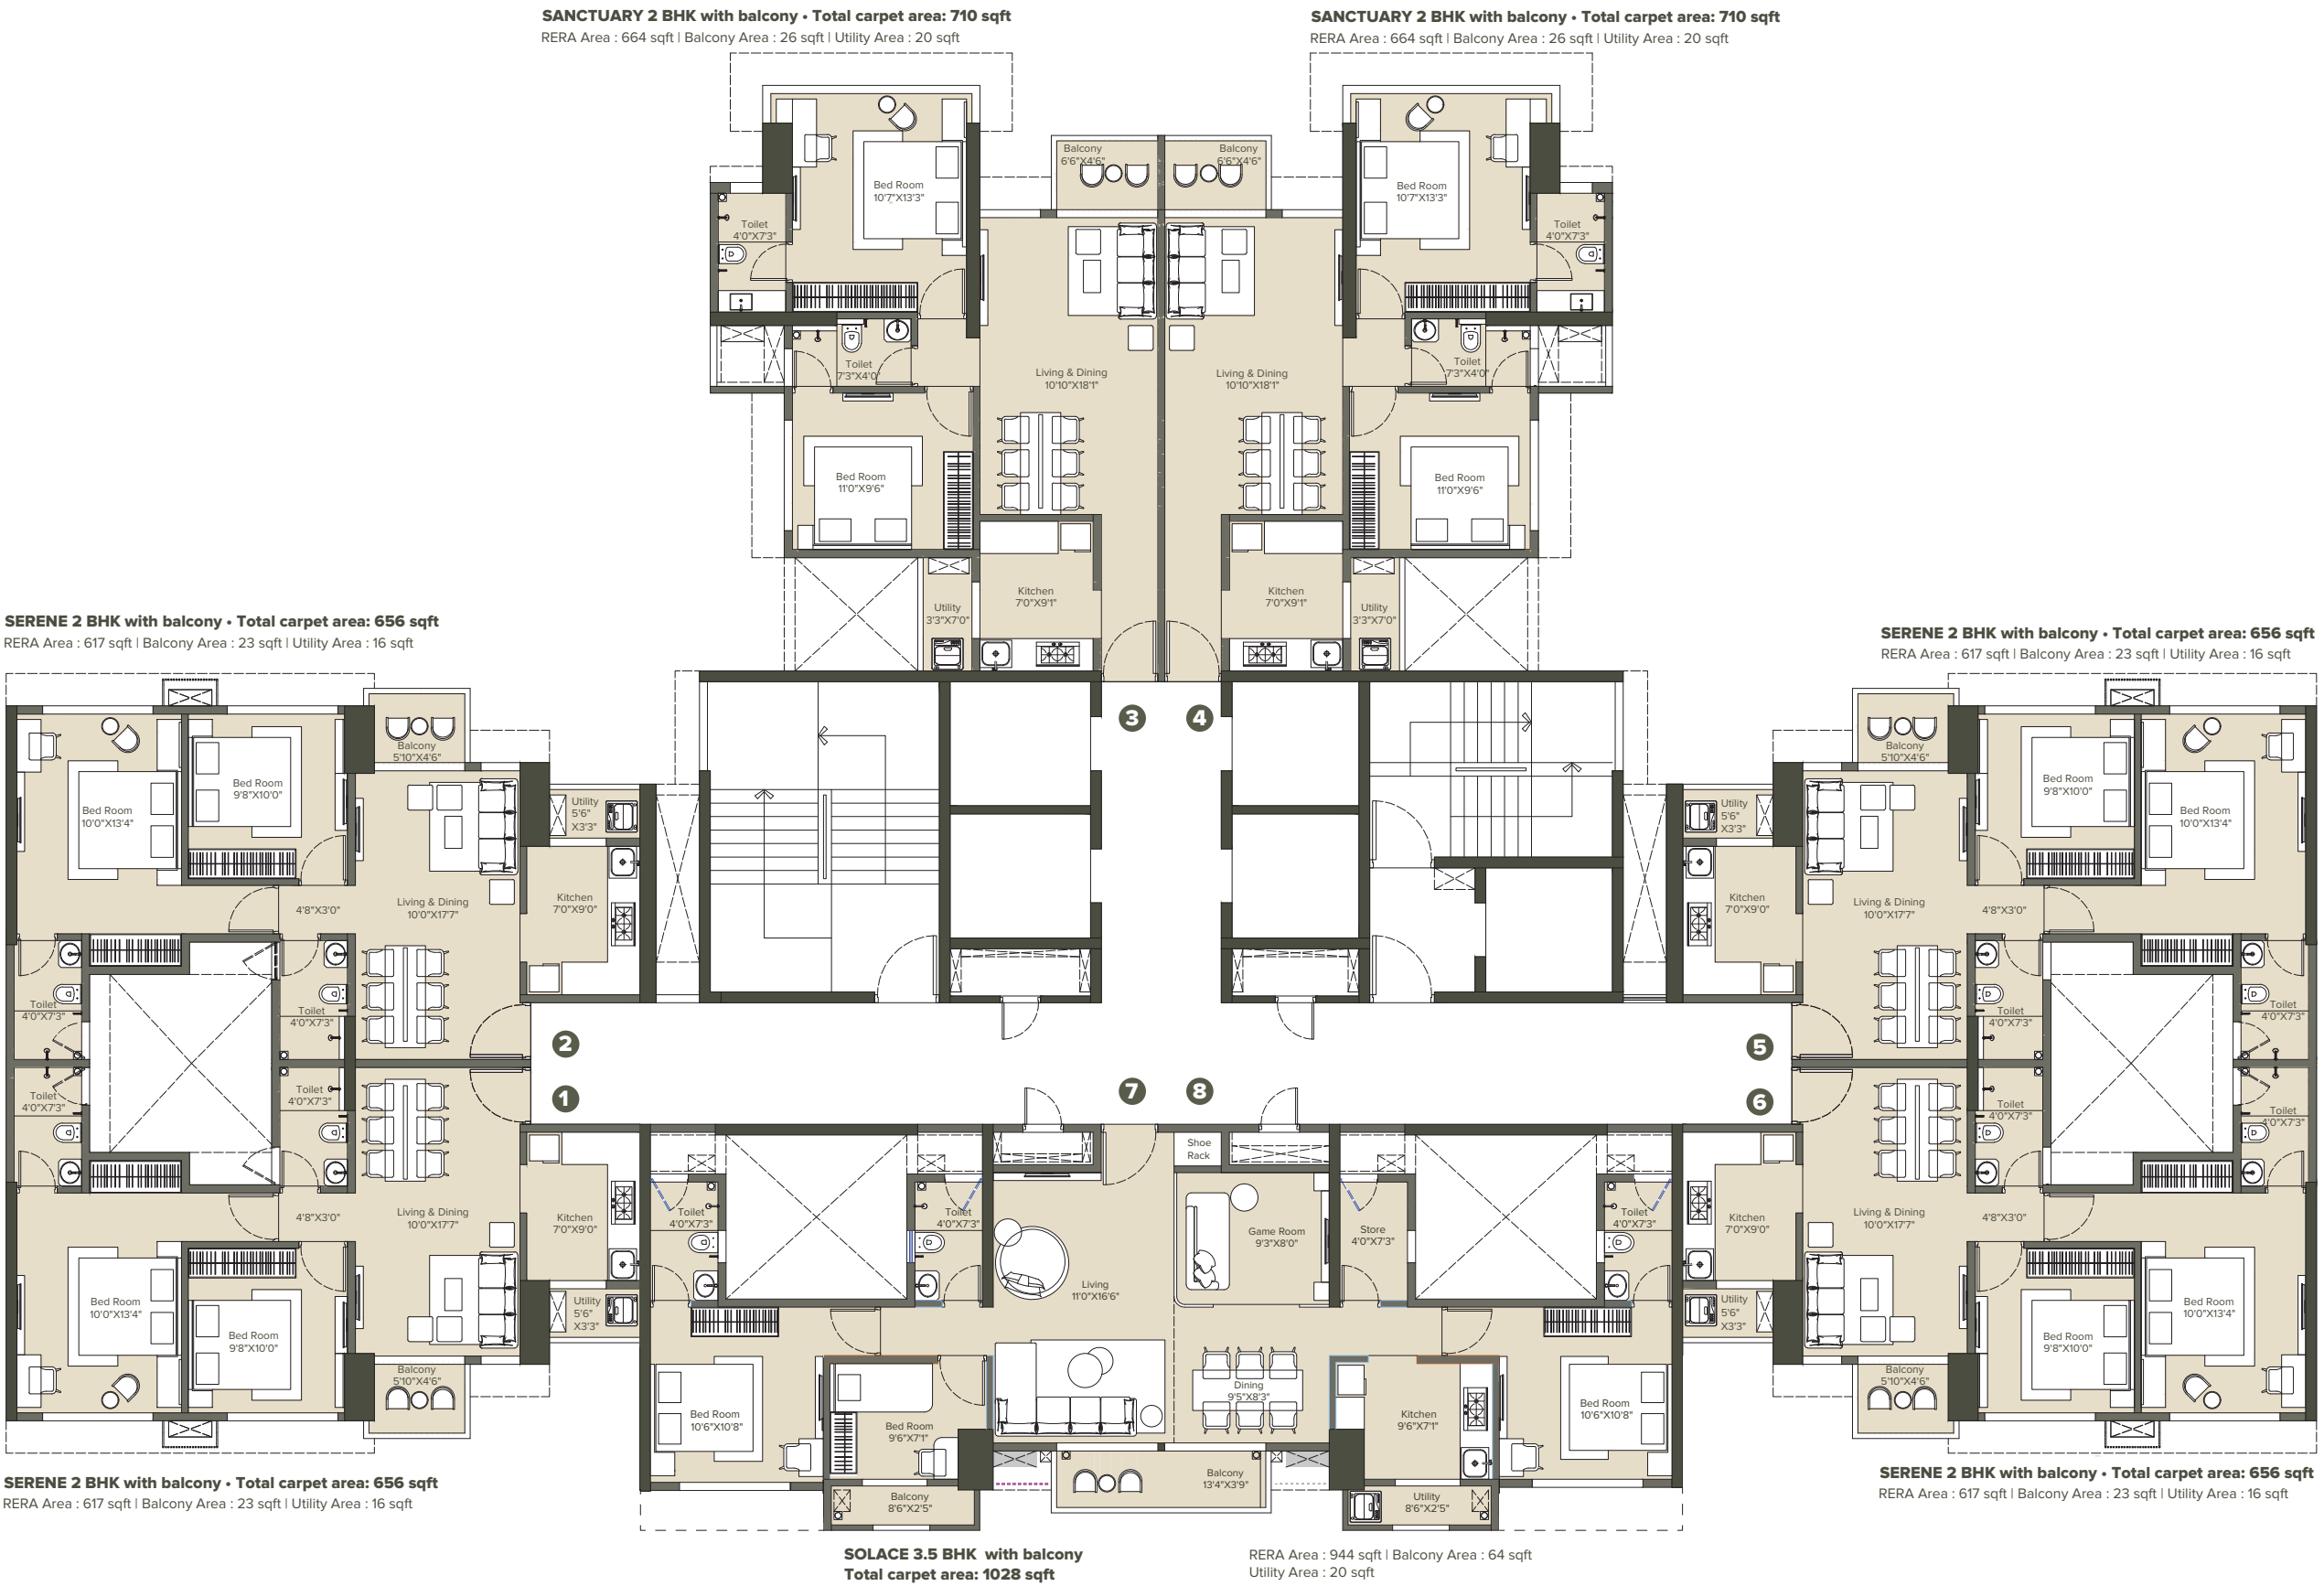 SANCTUARY 2 BHK with balcony • Total carpet area: 710 sqft
RERA Area : 664 sqft | Balcony Area : 26 sqft | Utility Area : 20 sqft
SANCTUARY 2 BHK with balcony • Total carpet area: 710 sqft
RERA Area : 664 sqft | Balcony Area : 26 sqft | Utility Area : 20 sqft
Bed Room
10'7"X13'3"
Toilet
4'0"X7'3"
Balcony
6'6"X4'6"
Balcony
6'6"X4'6"
Bed Room
10'7"X13'3"
Toilet
4'0"X7'3"
Toilet
7'3"X4'0"
Living & Dining
10'10"X18'1"
Living & Dining
10'10"X18'1"
Toilet
7'3"X4'0"
Bed Room
11'0"X9'6"
Bed Room
11'0"X9'6"
Utility
3'3"X7'0"
Kitchen
7'0"X9'1"
Kitchen
7'0"X9'1"
Utility
3'3"X7'0"
3
4
SERENE 2 BHK with balcony • Total carpet area: 656 sqft
RERA Area : 617 sqft | Balcony Area : 23 sqft | Utility Area : 16 sqft
SERENE 2 BHK with balcony • Total carpet area: 656 sqft
RERA Area : 617 sqft | Balcony Area : 23 sqft | Utility Area : 16 sqft
Bed Room
10'0"X13'4"
Bed Room
9'8"X10'0"
Balcony
5'10"X4'6"
Utility
5'6"
X3'3"
Kitchen
7'0"X9'0"
Living & Dining
10'0"X17'7"
4'8"X3'0"
Toilet
4'0"X7'3"
Toilet
4'0"X7'3"
2
Utility
5'6"
X3'3"
Balcony
5'10"X4'6"
Bed Room
9'8"X10'0"
Bed Room
10'0"X13'4"
Kitchen
7'0"X9'0"
Living & Dining
10'0"X17'7"
4'8"X3'0"
Toilet
4'0"X7'3"
Toilet
4'0"X7'3"
5
1
Toilet
4'0"X7'3"
Toilet
4'0"X7'3"
4'8"X3'0"
Living & Dining
10'0"X17'7"
Kitchen
7'0"X9'0"
Utility
5'6"
X3'3"
Bed Room
10'0"X13'4"
Bed Room
9'8"X10'0"
Balcony
5'10"X4'6"
7
8
Shoe
Rack
Toilet
4'0"X7'3"
Toilet
4'0"X7'3"
Living
11'0"X16'6"
Game Room
9'3"X8'0"
Store
4'0"X7'3"
Toilet
4'0"X7'3"
Bed Room
10'6"X10'8"
Bed Room
9'6"X7'1"
Dining
9'5"X8'3"
Kitchen
9'6"X7'1"
Bed Room
10'6"X10'8"
Balcony
8'6"X2'5"
Balcony
13'4"X3'9"
Utility
8'6"X2'5"
6
Toilet
4'0"X7'3"
Toilet
4'0"X7'3"
Kitchen
7'0"X9'0"
Living & Dining
10'0"X17'7"
4'8"X3'0"
Utility
5'6"
X3'3"
Balcony
5'10"X4'6"
Bed Room
9'8"X10'0"
Bed Room
10'0"X13'4"
SERENE 2 BHK with balcony • Total carpet area: 656 sqft
RERA Area : 617 sqft | Balcony Area : 23 sqft | Utility Area : 16 sqft
SERENE 2 BHK with balcony • Total carpet area: 656 sqft
RERA Area : 617 sqft | Balcony Area : 23 sqft | Utility Area : 16 sqft
SOLACE 3.5 BHK with balcony
Total carpet area: 1028 sqft
RERA Area : 944 sqft | Balcony Area : 64 sqft
Utility Area : 20 sqft